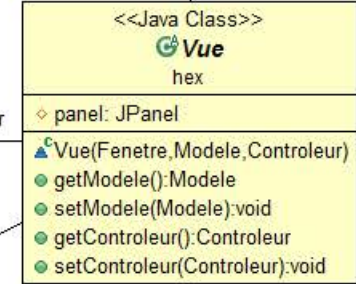 <<Java Class>>
Vue
hex
r
panel: JPanel
Vue(Fenetre,Modele,Controleur)
getModele():Modele
setModele(Modele):void
getControleur():Controleur
setControleur(Controleur):void